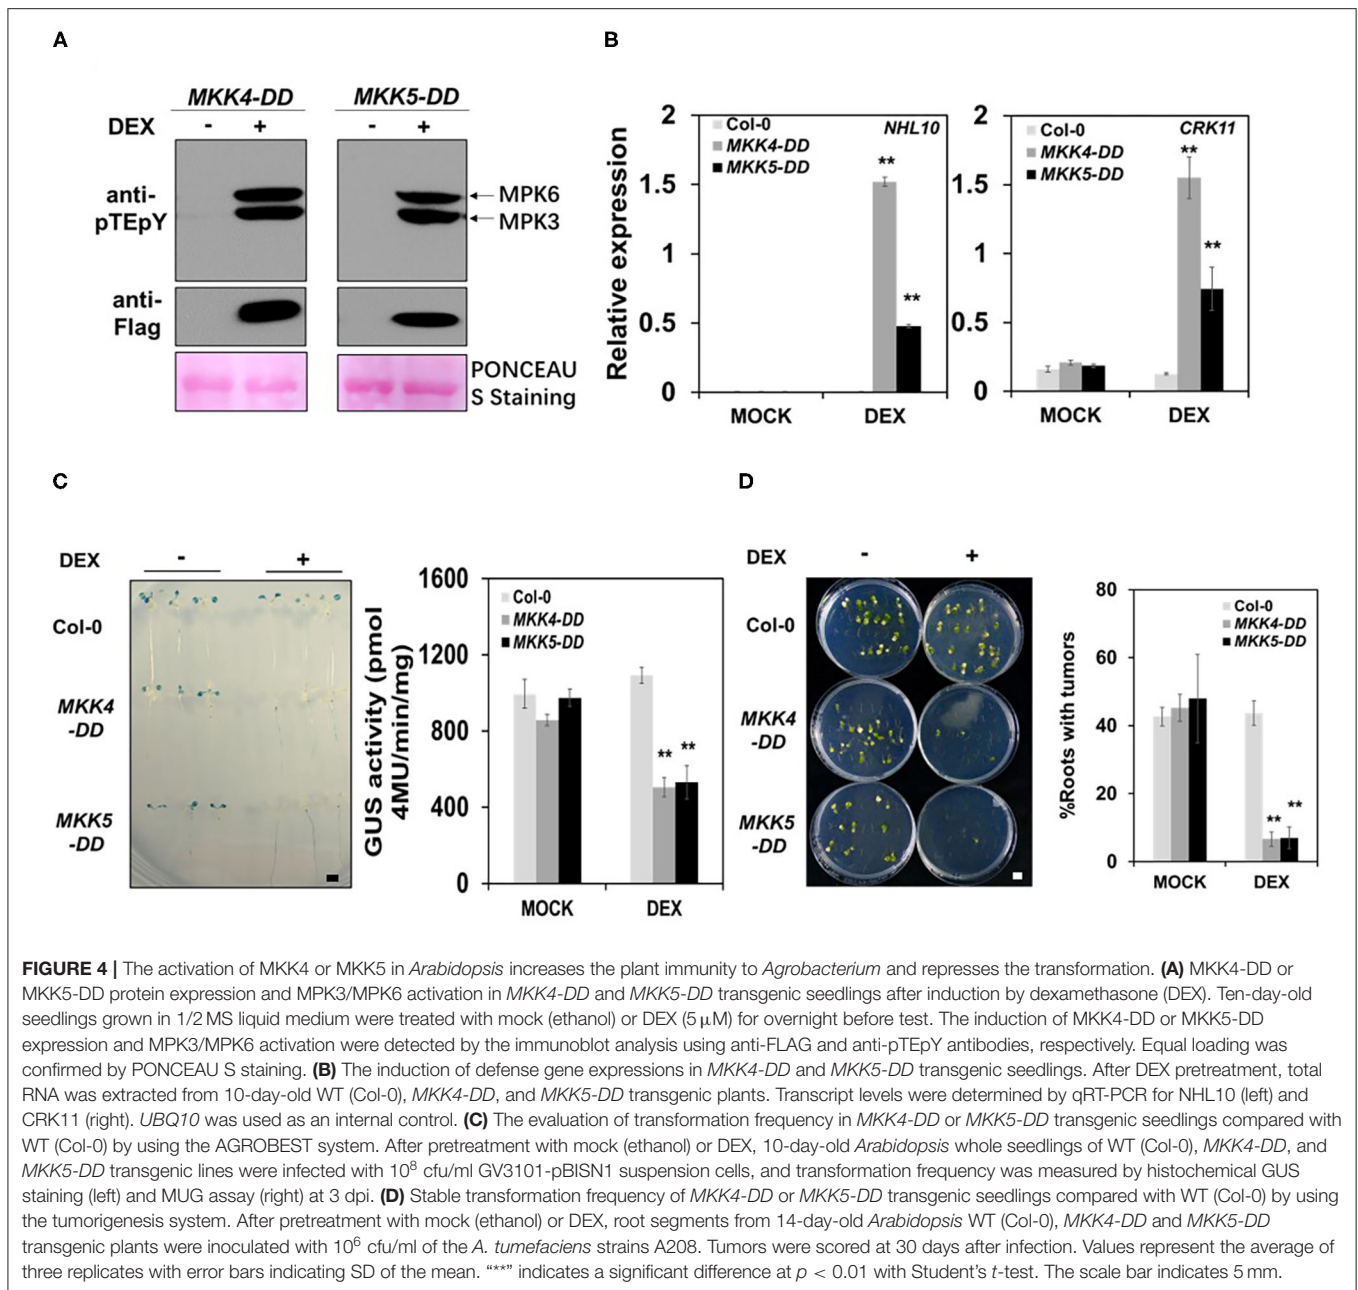 A
MKK4-DD MKK5-DD
DEX - + - +
anti-
pTEpY
MPK6
MPK3
anti-
Flag
PONCEAU
S Staining
B
Relative expression
2
1.5
1
0.5
0
Col-0
MKK4-DD
MKK5-DD
NHL10
**
**
MOCK DEX
2
1.5
1
0.5
0
Col-0
MKK4-DD
MKK5-DD
CRK11
**
**
MOCK DEX
C
DEX - +
Col-0
MKK4
-DD
MKK5
-DD
GUS activity (pmol
4MU/min/mg)
1600
1200
800
400
0
Col-0
MKK4-DD
MKK5-DD
** **
MOCK DEX
D
DEX - +
Col-0
MKK4
-DD
MKK5
-DD
%Roots with tumors
80
60
40
20
0
Col-0
MKK4-DD
MKK5-DD
** **
MOCK DEX
FIGURE 4 | The activation of MKK4 or MKK5 in Arabidopsis increases the plant immunity to Agrobacterium and represses the transformation. (A) MKK4-DD or
MKK5-DD protein expression and MPK3/MPK6 activation in MKK4-DD and MKK5-DD transgenic seedlings after induction by dexamethasone (DEX). Ten-day-old
seedlings grown in 1/2 MS liquid medium were treated with mock (ethanol) or DEX (5 μM) for overnight before test. The induction of MKK4-DD or MKK5-DD
expression and MPK3/MPK6 activation were detected by the immunoblot analysis using anti-FLAG and anti-pTEpY antibodies, respectively. Equal loading was
confirmed by PONCEAU S staining. (B) The induction of defense gene expressions in MKK4-DD and MKK5-DD transgenic seedlings. After DEX pretreatment, total
RNA was extracted from 10-day-old WT (Col-0), MKK4-DD, and MKK5-DD transgenic plants. Transcript levels were determined by qRT-PCR for NHL10 (left) and
CRK11 (right). UBQ10 was used as an internal control. (C) The evaluation of transformation frequency in MKK4-DD or MKK5-DD transgenic seedlings compared with
WT (Col-0) by using the AGROBEST system. After pretreatment with mock (ethanol) or DEX, 10-day-old Arabidopsis whole seedlings of WT (Col-0), MKK4-DD, and
MKK5-DD transgenic lines were infected with 10⁸ cfu/ml GV3101-pBISN1 suspension cells, and transformation frequency was measured by histochemical GUS
staining (left) and MUG assay (right) at 3 dpi. (D) Stable transformation frequency of MKK4-DD or MKK5-DD transgenic seedlings compared with WT (Col-0) by using
the tumorigenesis system. After pretreatment with mock (ethanol) or DEX, root segments from 14-day-old Arabidopsis WT (Col-0), MKK4-DD and MKK5-DD
transgenic plants were inoculated with 10⁶ cfu/ml of the A. tumefaciens strains A208. Tumors were scored at 30 days after infection. Values represent the average of
three replicates with error bars indicating SD of the mean. “**” indicates a significant difference at p < 0.01 with Student’s t-test. The scale bar indicates 5 mm.